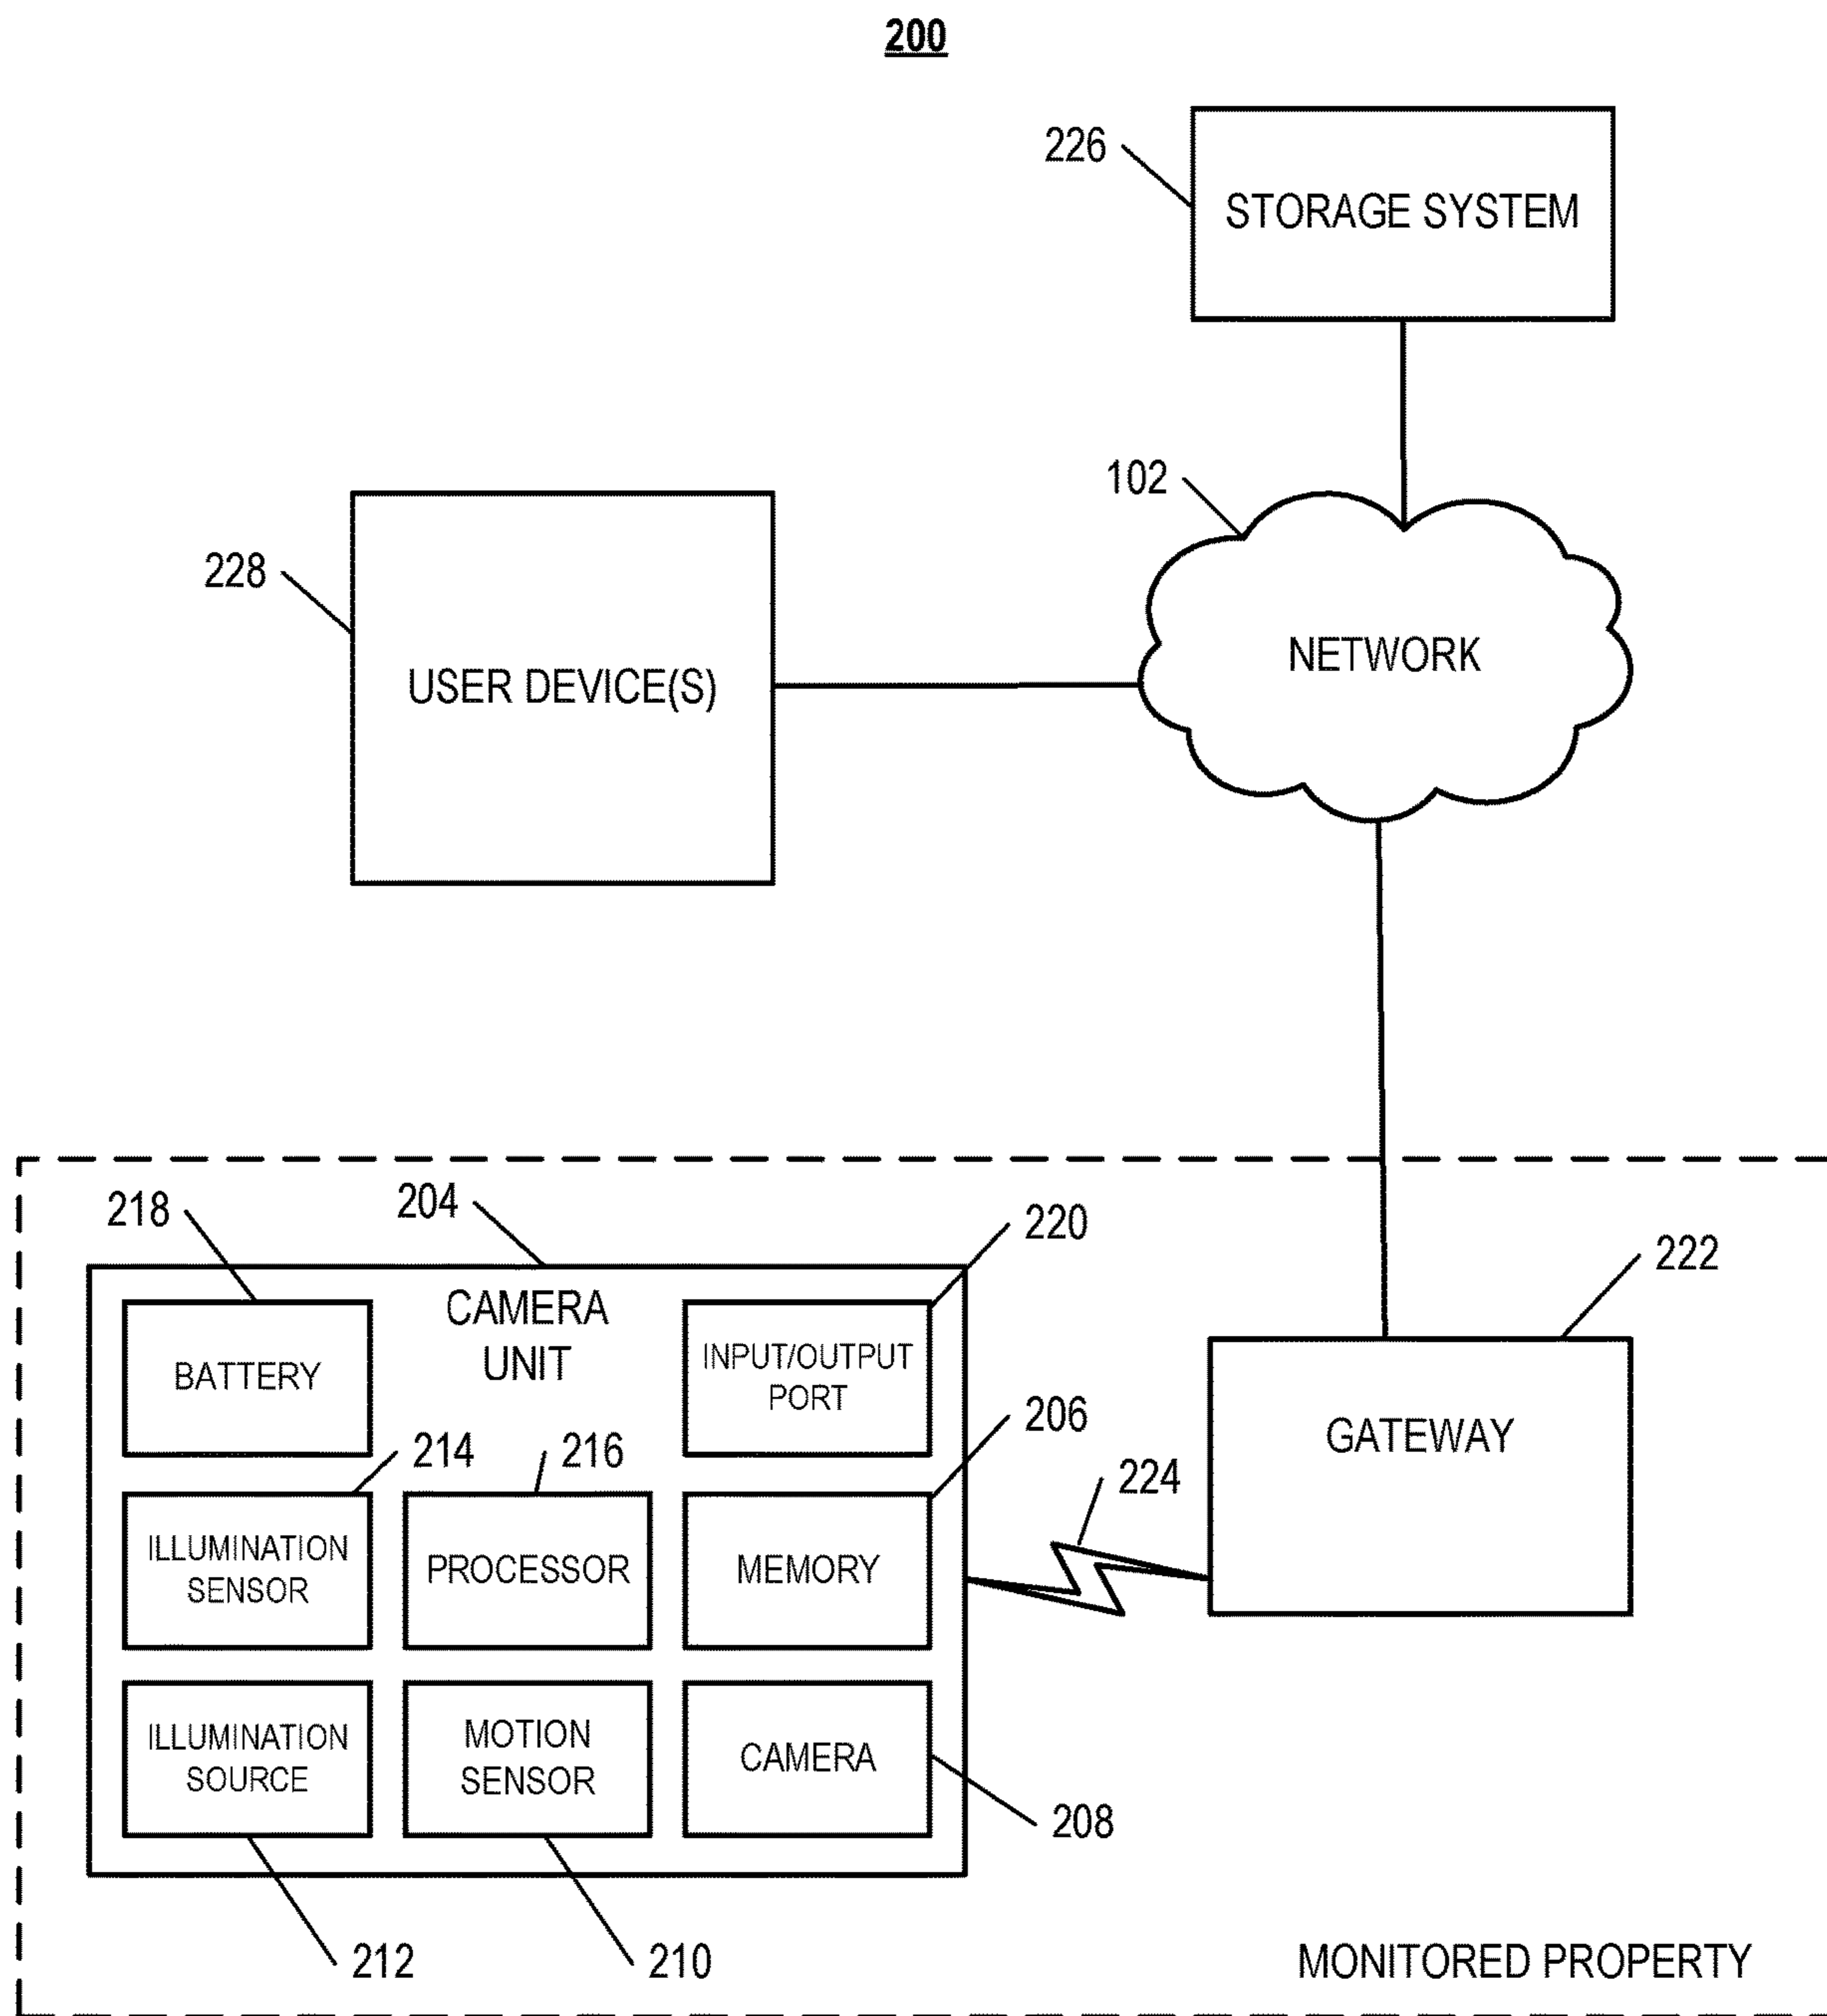 200
226
STORAGE SYSTEM
102
NETWORK
228
USER DEVICE(S)
218
204
220
222
CAMERA
UNIT
BATTERY
INPUT/OUTPUT
PORT
206
GATEWAY
214
216
224
ILLUMINATION
SENSOR
PROCESSOR
MEMORY
ILLUMINATION
SOURCE
MOTION
SENSOR
CAMERA
208
212
210
MONITORED PROPERTY